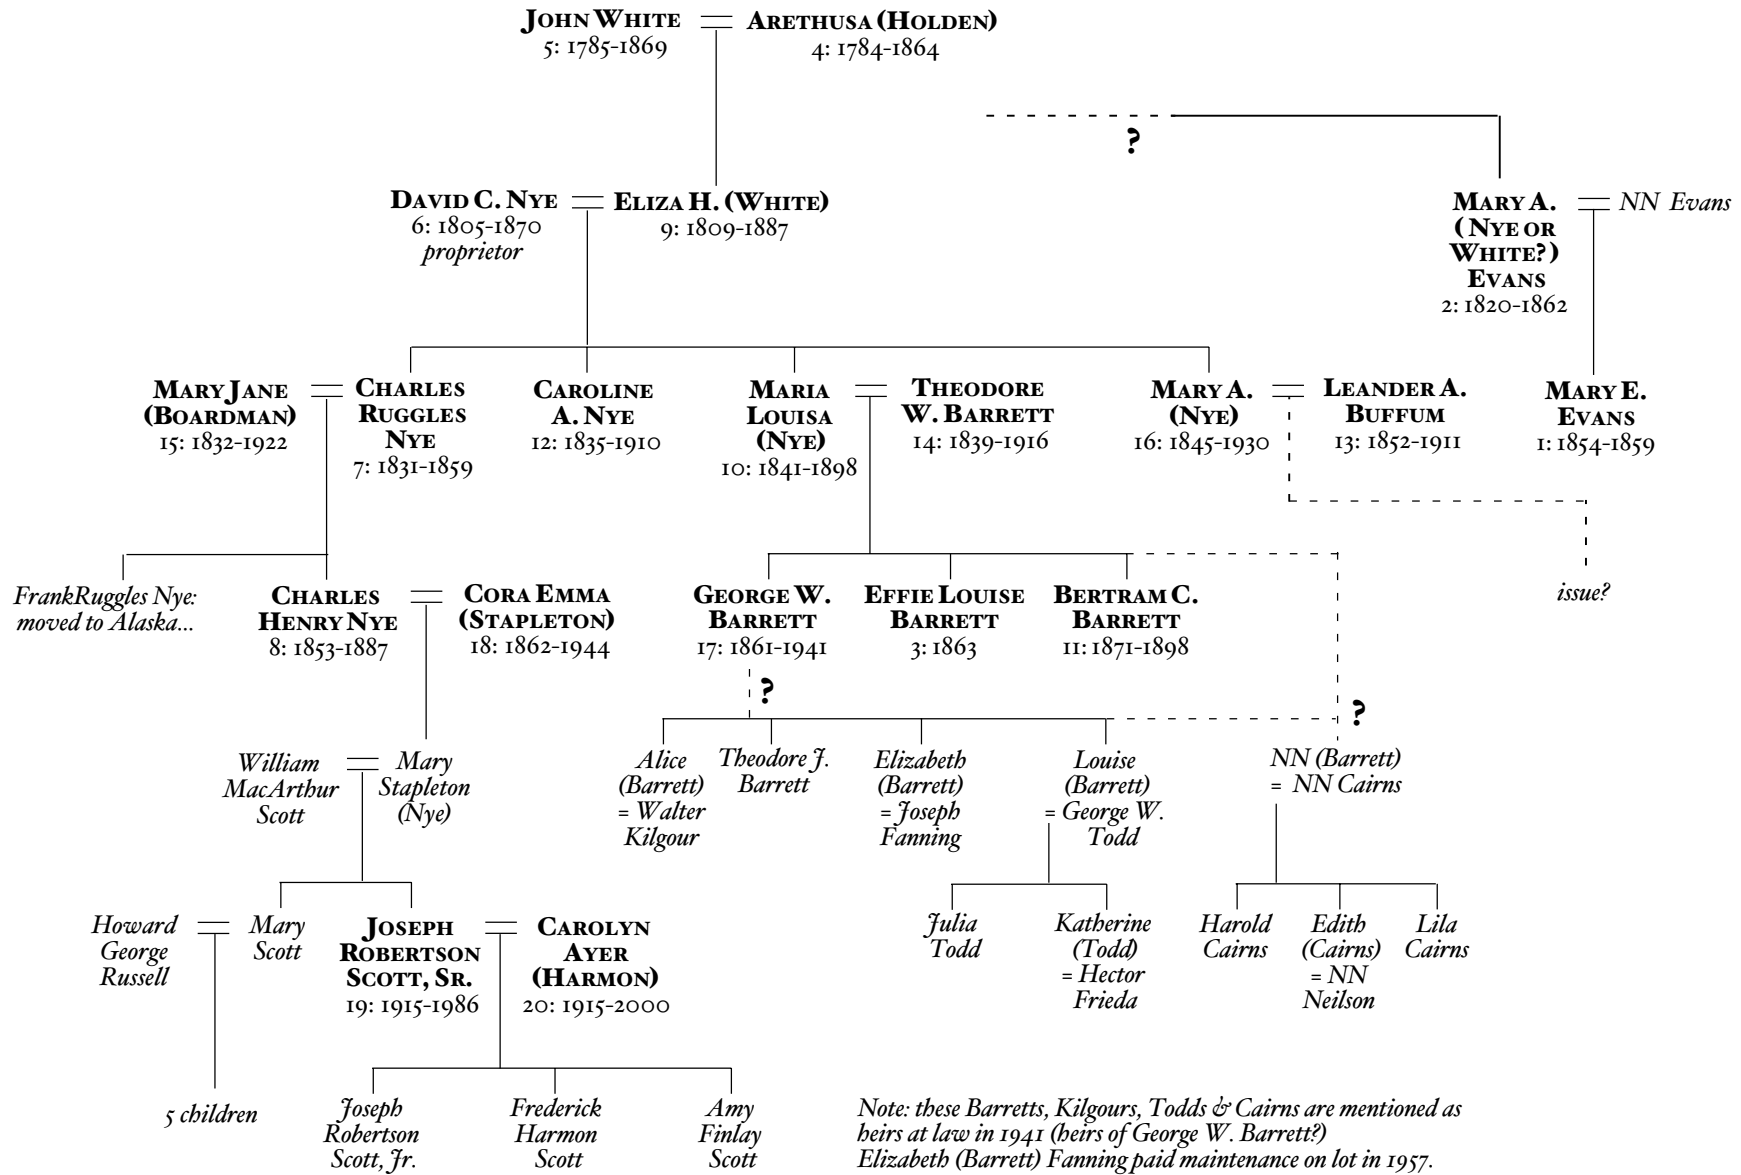 JOHN WHITE
5: 1785-1869
ARETHUSA (HOLDEN)
4: 1784-1864
?
DAVID C. NYE
6: 1805-1870
proprietor
ELIZA H. (WHITE)
9: 1809-1887
MARY A.
( NYE OR
WHITE?)
EVANS
2: 1820-1862
NN Evans
MARY JANE
(BOARDMAN)
15: 1832-1922
CHARLES
RUGGLES
NYE
7: 1831-1859
CAROLINE
A. NYE
12: 1835-1910
MARIA
LOUISA
(NYE)
10: 1841-1898
THEODORE
W. BARRETT
14: 1839-1916
MARY A.
(NYE)
16: 1845-1930
LEANDER A.
BUFFUM
13: 1852-1911
MARY E.
EVANS
1: 1854-1859
FrankRuggles Nye:
moved to Alaska...
CHARLES
HENRY NYE
8: 1853-1887
CORA EMMA
(STAPLETON)
18: 1862-1944
GEORGE W.
BARRETT
17: 1861-1941
EFFIE LOUISE
BARRETT
3: 1863
BERTRAM C.
BARRETT
11: 1871-1898
issue?
?
?
William
MacArthur
Scott
Mary
Stapleton
(Nye)
Alice
(Barrett)
= Walter
Kilgour
Theodore J.
Barrett
Elizabeth
(Barrett)
= Joseph
Fanning
Louise
(Barrett)
= George W.
Todd
NN (Barrett)
= NN Cairns
Howard
George
Russell
Mary
Scott
JOSEPH
ROBERTSON
SCOTT, SR.
19: 1915-1986
CAROLYN
AYER
(HARMON)
20: 1915-2000
Julia
Todd
Katherine
(Todd)
= Hector
Frieda
Harold
Cairns
Edith
(Cairns)
= NN
Neilson
Lila
Cairns
5 children
Joseph
Robertson
Scott, Jr.
Frederick
Harmon
Scott
Amy
Finlay
Scott
Note: these Barretts, Kilgours, Todds & Cairns are mentioned as
heirs at law in 1941 (heirs of George W. Barrett?)
Elizabeth (Barrett) Fanning paid maintenance on lot in 1957.